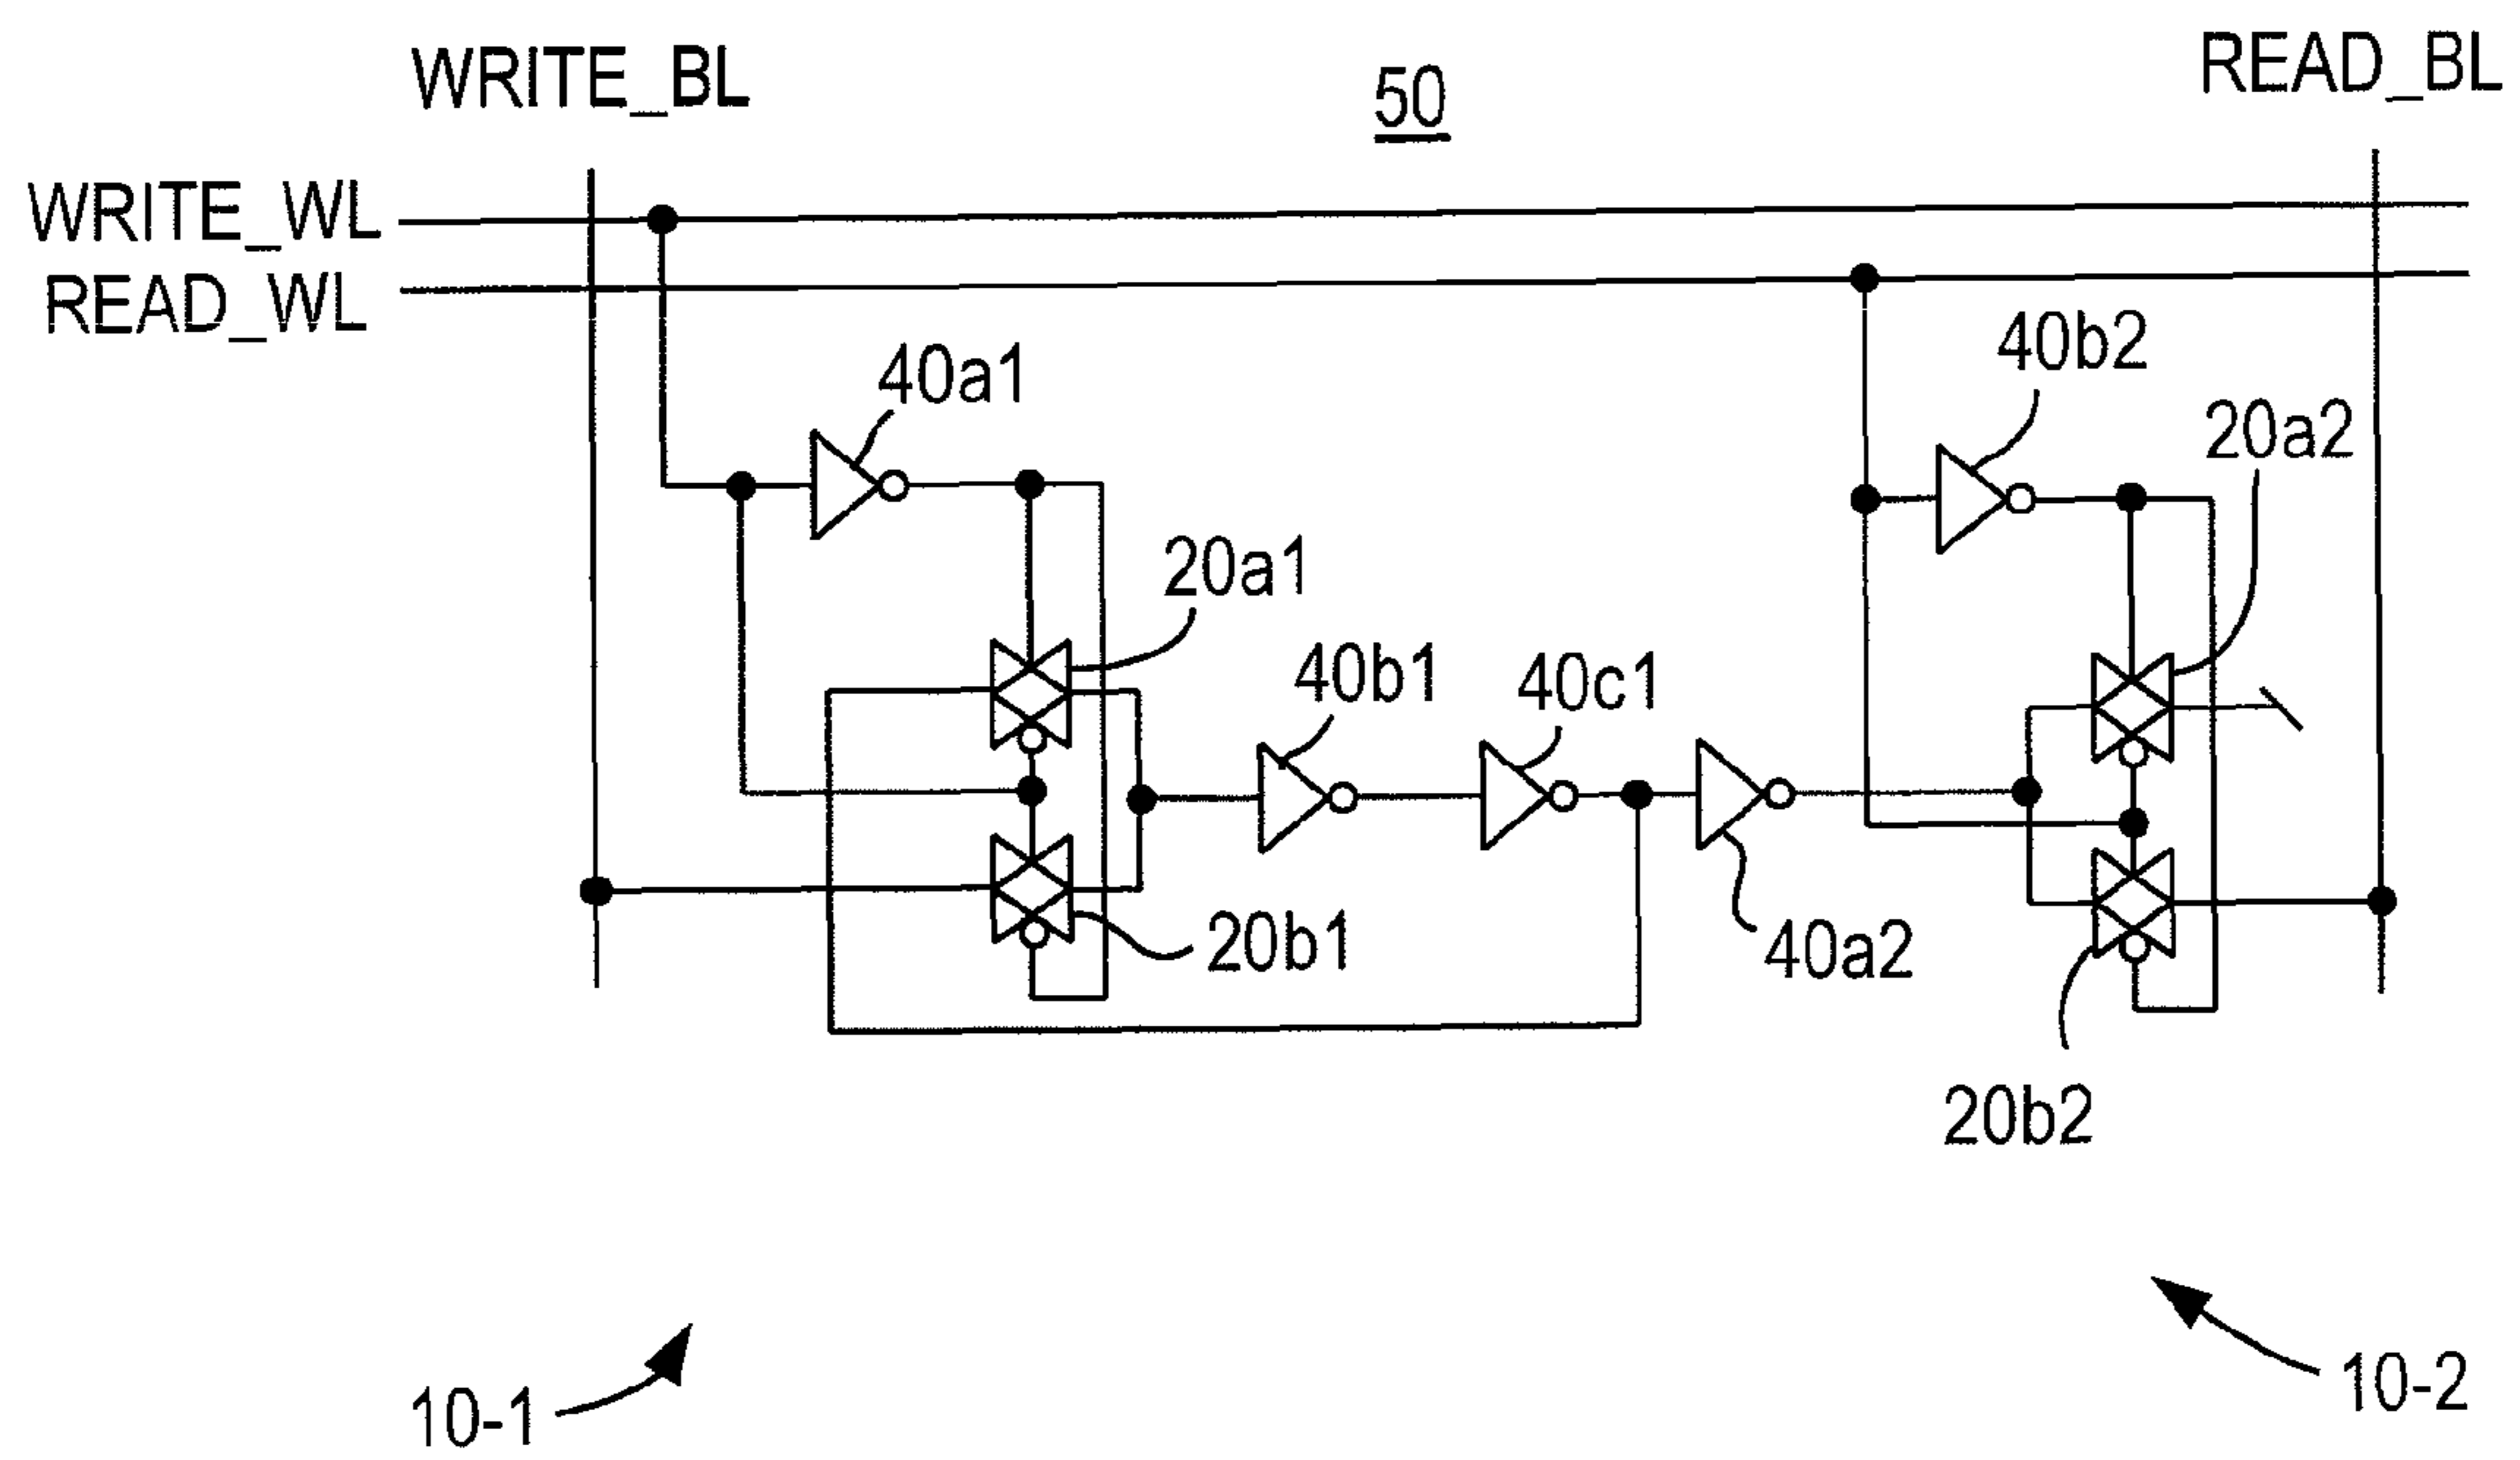 WRITE_BL
50
READ_BL
WRITE_WL
READ_WL
40a1
40b2
20a2
20a1
40b1
40c1
20b1
40a2
20b2
10-1
10-2